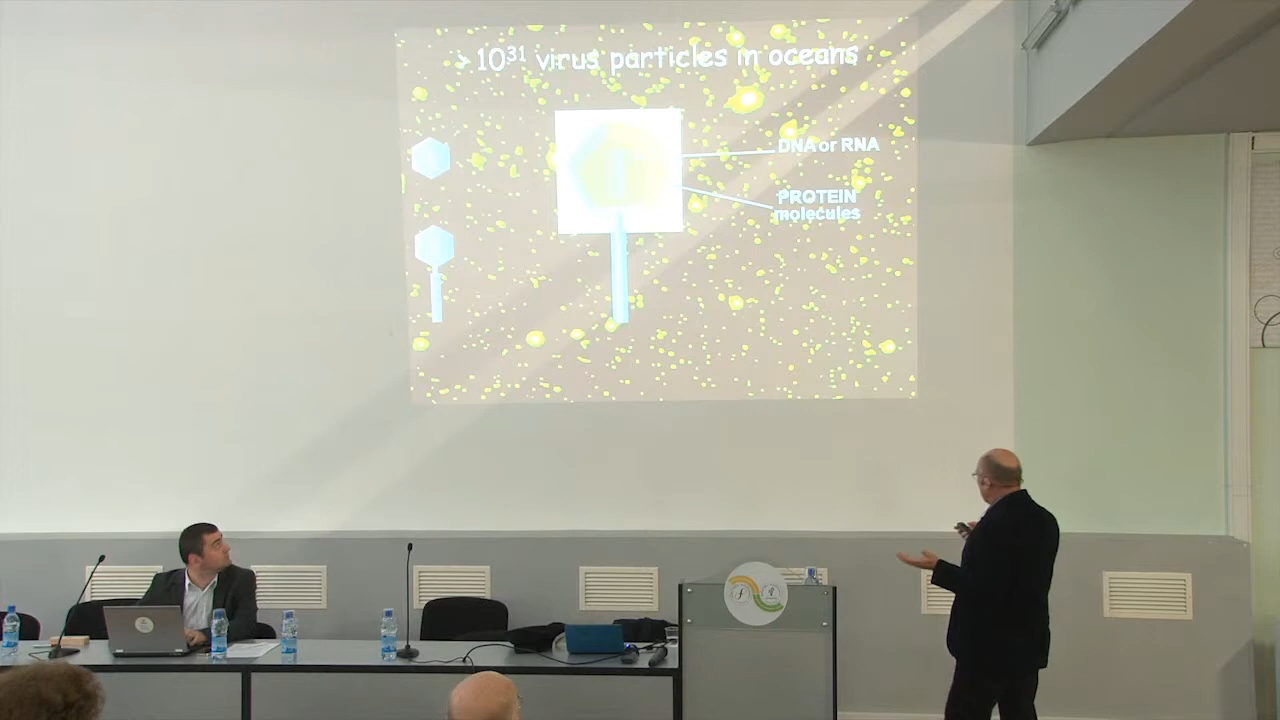 > 10³¹ virus particles in oceans
DNA or RNA
PROTEIN
molecules